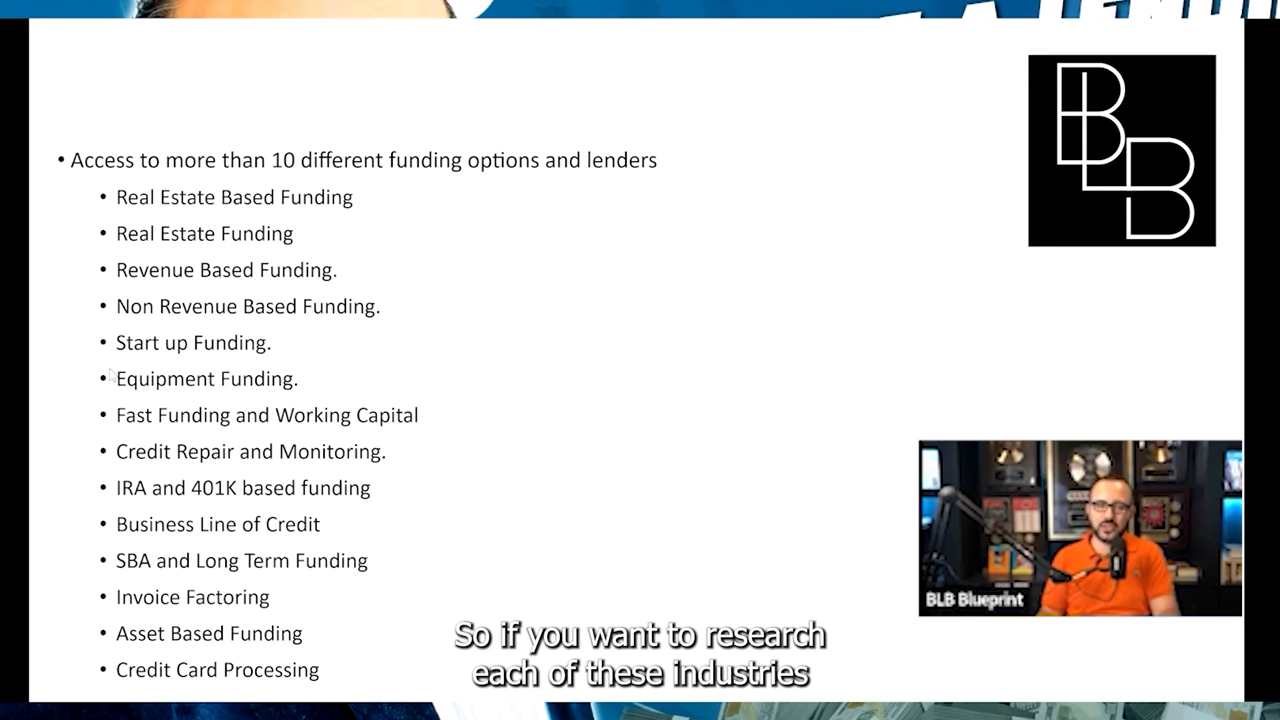 BLB
• Access to more than 10 different funding options and lenders
• Real Estate Based Funding
• Real Estate Funding
• Revenue Based Funding.
• Non Revenue Based Funding.
• Start up Funding.
• Equipment Funding.
• Fast Funding and Working Capital
• Credit Repair and Monitoring.
• IRA and 401K based funding
• Business Line of Credit
• SBA and Long Term Funding
• Invoice Factoring
• Asset Based Funding
• Credit Card Processing
BLB Blueprint
So if you want to research
each of these industries